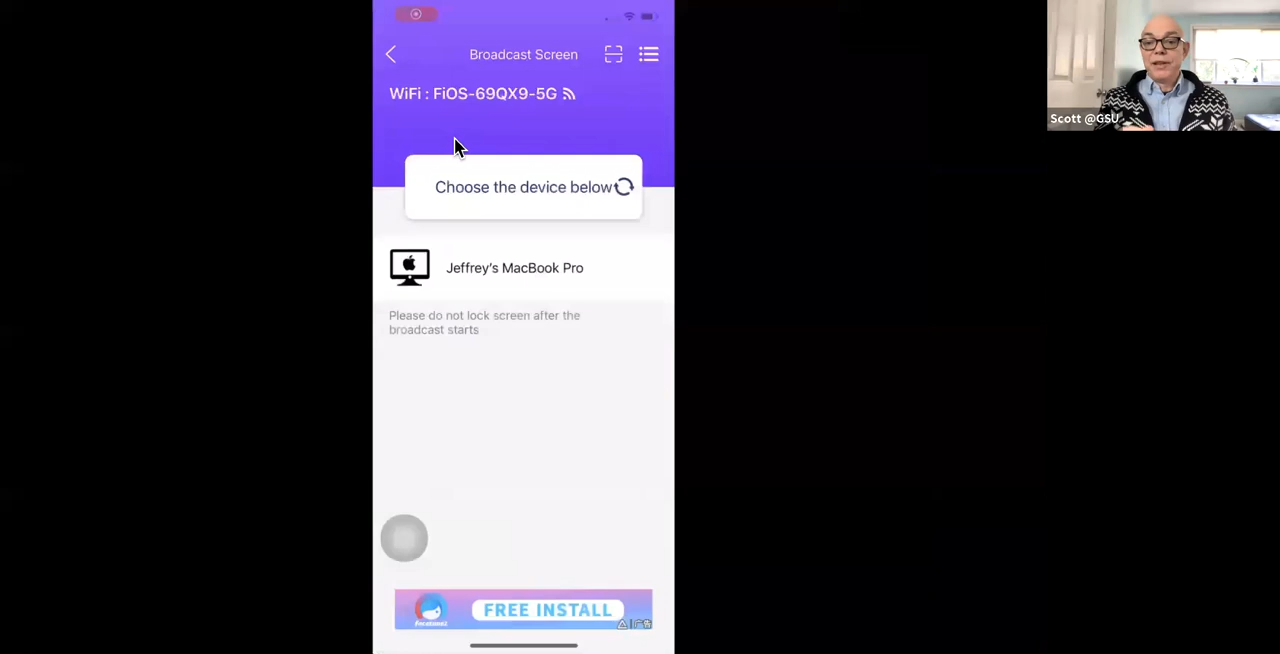 Broadcast Screen
WiFi : FiOS-69QX9-5G
Choose the device below
Jeffrey's MacBook Pro
Please do not lock screen after the
broadcast starts
FREE INSTALL
Scott @GSU